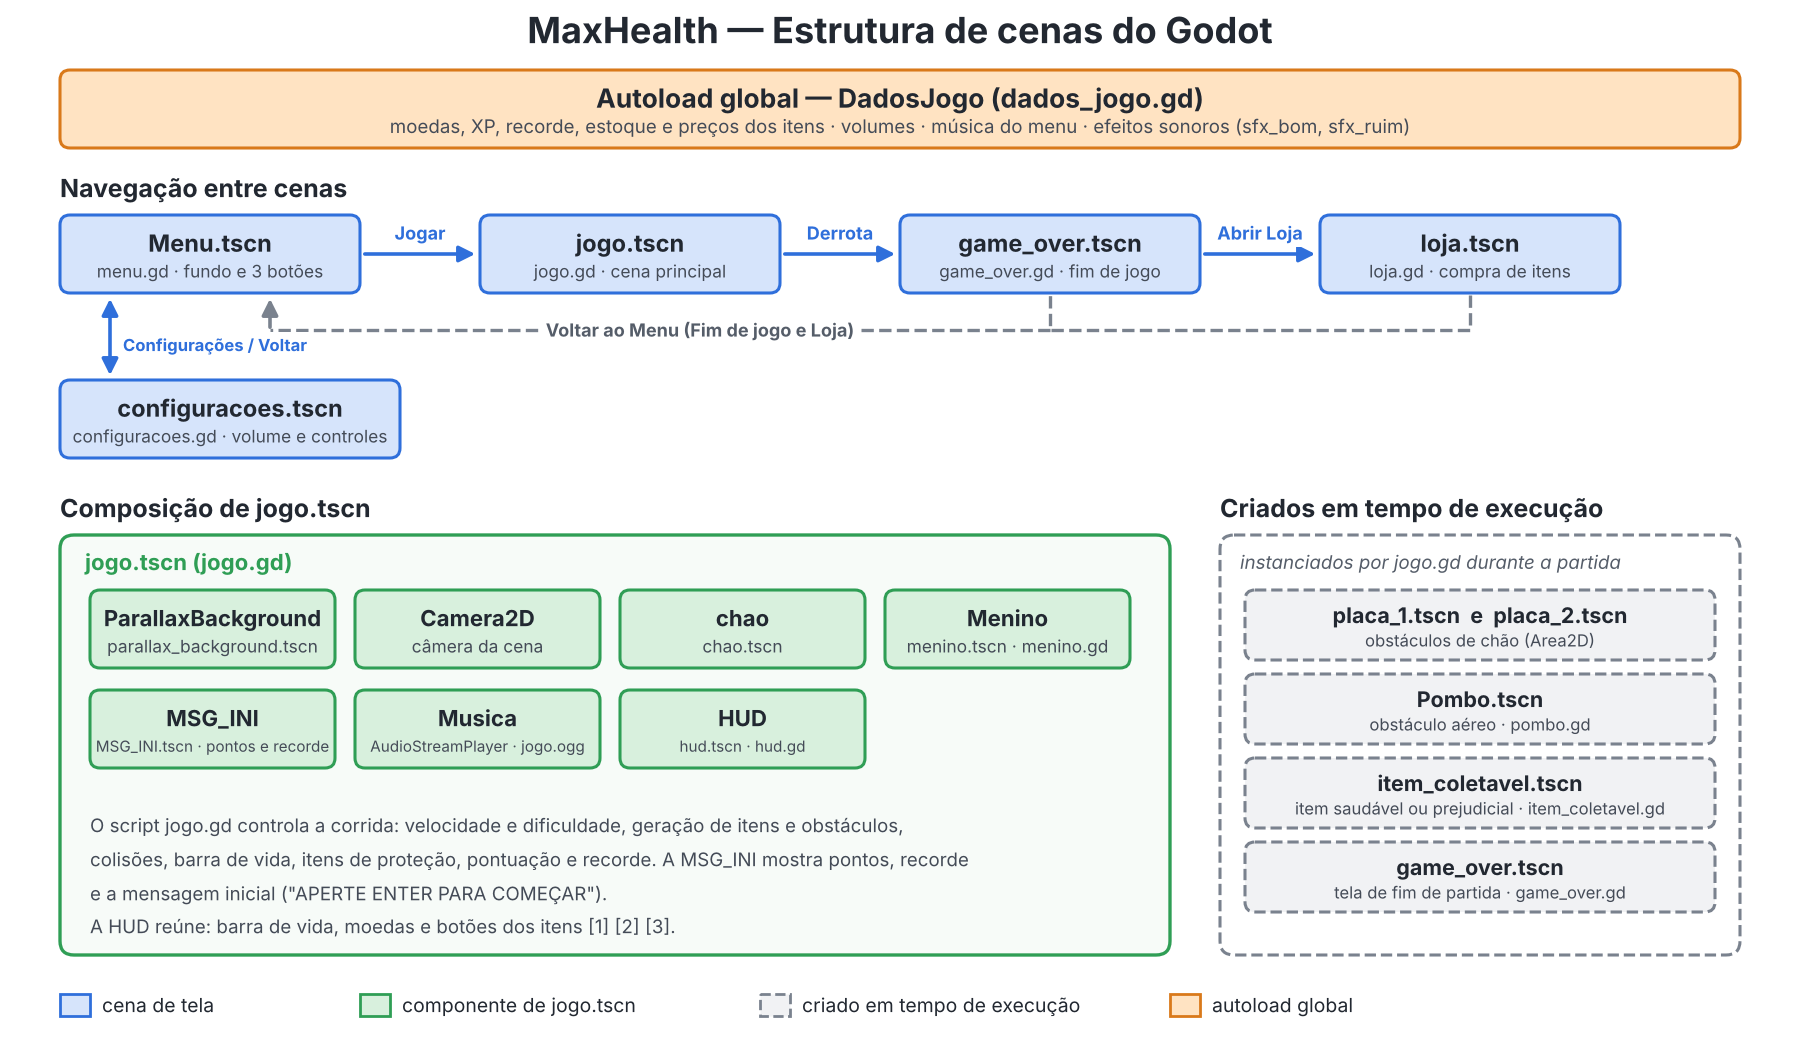 MaxHealth — Estrutura de cenas do Godot
Autoload global — DadosJogo (dados_jogo.gd)
moedas, XP, recorde, estoque e preços dos itens · volumes · música do menu · efeitos sonoros (sfx_bom, sfx_ruim)
Navegação entre cenas
Menu.tscn
menu.gd · fundo e 3 botões
Jogar
jogo.tscn
jogo.gd · cena principal
Derrota
game_over.tscn
game_over.gd · fim de jogo
Abrir Loja
loja.tscn
loja.gd · compra de itens
Voltar ao Menu (Fim de jogo e Loja)
Configurações / Voltar
configuracoes.tscn
configuracoes.gd · volume e controles
Composição de jogo.tscn
jogo.tscn (jogo.gd)
ParallaxBackground
parallax_background.tscn
Camera2D
câmera da cena
chao
chao.tscn
Menino
menino.tscn · menino.gd
MSG_INI
MSG_INI.tscn · pontos e recorde
Musica
AudioStreamPlayer · jogo.ogg
HUD
hud.tscn · hud.gd
O script jogo.gd controla a corrida: velocidade e dificuldade, geração de itens e obstáculos,
colisões, barra de vida, itens de proteção, pontuação e recorde. A MSG_INI mostra pontos, recorde
e a mensagem inicial ("APERTE ENTER PARA COMEÇAR").
A HUD reúne: barra de vida, moedas e botões dos itens [1] [2] [3].
Criados em tempo de execução
instanciados por jogo.gd durante a partida
placa_1.tscn e placa_2.tscn
obstáculos de chão (Area2D)
Pombo.tscn
obstáculo aéreo · pombo.gd
item_coletavel.tscn
item saudável ou prejudicial · item_coletavel.gd
game_over.tscn
tela de fim de partida · game_over.gd
cena de tela
componente de jogo.tscn
criado em tempo de execução
autoload global